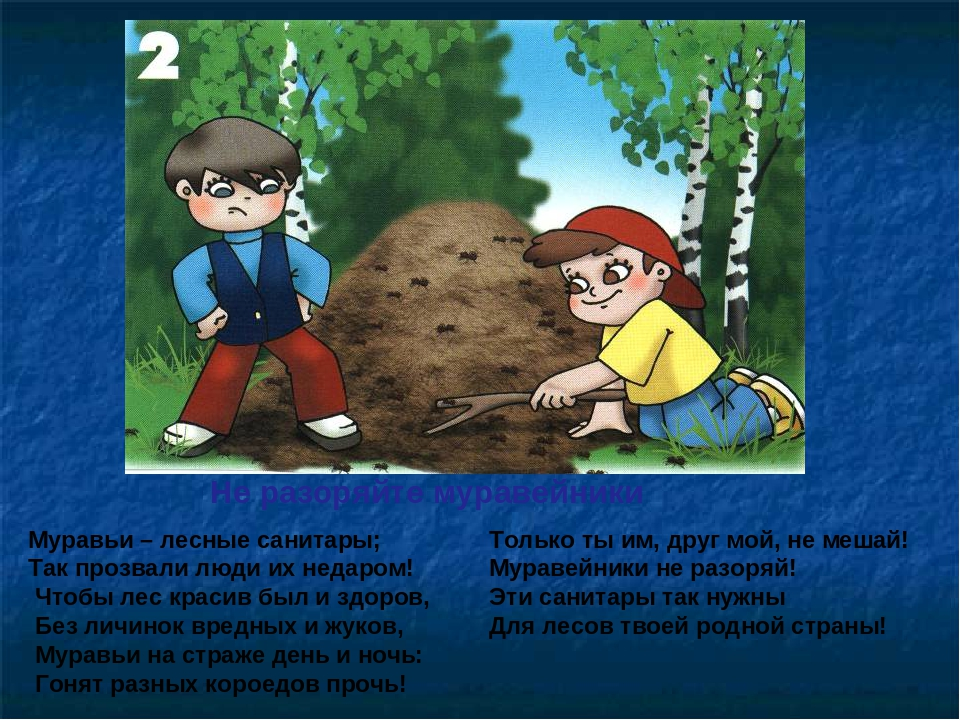 2
Не разоряйте муравейники
Муравьи – лесные санитары;
Так прозвали люди их недаром!
Чтобы лес красив был и здоров,
Без личинок вредных и жуков,
Муравьи на страже день и ночь:
Гонят разных короедов прочь!
Только ты им, друг мой, не мешай!
Муравейники не разоряй!
Эти санитары так нужны
Для лесов твоей родной страны!